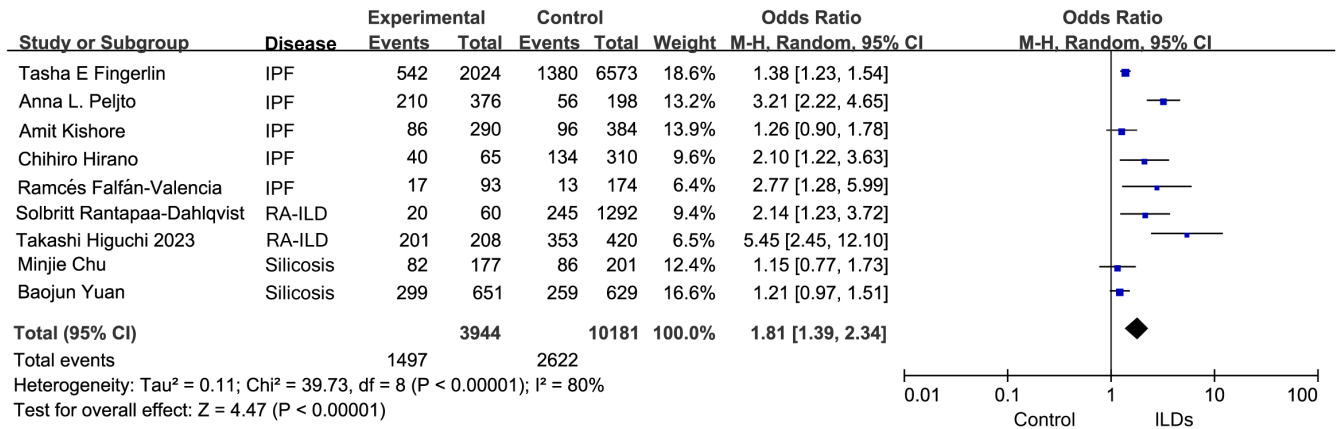 Experimental Control Odds Ratio Odds Ratio
Study or Subgroup Disease Events Total Events Total Weight M-H, Random, 95% CI M-H, Random, 95% CI
Tasha E Fingerlin IPF 542 2024 1380 6573 18.6% 1.38 [1.23, 1.54]
Anna L. Peljto IPF 210 376 56 198 13.2% 3.21 [2.22, 4.65]
Amit Kishore IPF 86 290 96 384 13.9% 1.26 [0.90, 1.78]
Chihiro Hirano IPF 40 65 134 310 9.6% 2.10 [1.22, 3.63]
Ramcés Falfán-Valencia IPF 17 93 13 174 6.4% 2.77 [1.28, 5.99]
Solbritt Rantapaa-Dahlqvist RA-ILD 20 60 245 1292 9.4% 2.14 [1.23, 3.72]
Takashi Higuchi 2023 RA-ILD 201 208 353 420 6.5% 5.45 [2.45, 12.10]
Minjie Chu Silicosis 82 177 86 201 12.4% 1.15 [0.77, 1.73]
Baojun Yuan Silicosis 299 651 259 629 16.6% 1.21 [0.97, 1.51]
Total (95% CI) 3944 10181 100.0% 1.81 [1.39, 2.34]
Total events 1497 2622
Heterogeneity: Tau² = 0.11; Chi² = 39.73, df = 8 (P < 0.00001); I² = 80%
Test for overall effect: Z = 4.47 (P < 0.00001)
0.01 0.1 1 10 100
Control ILDs